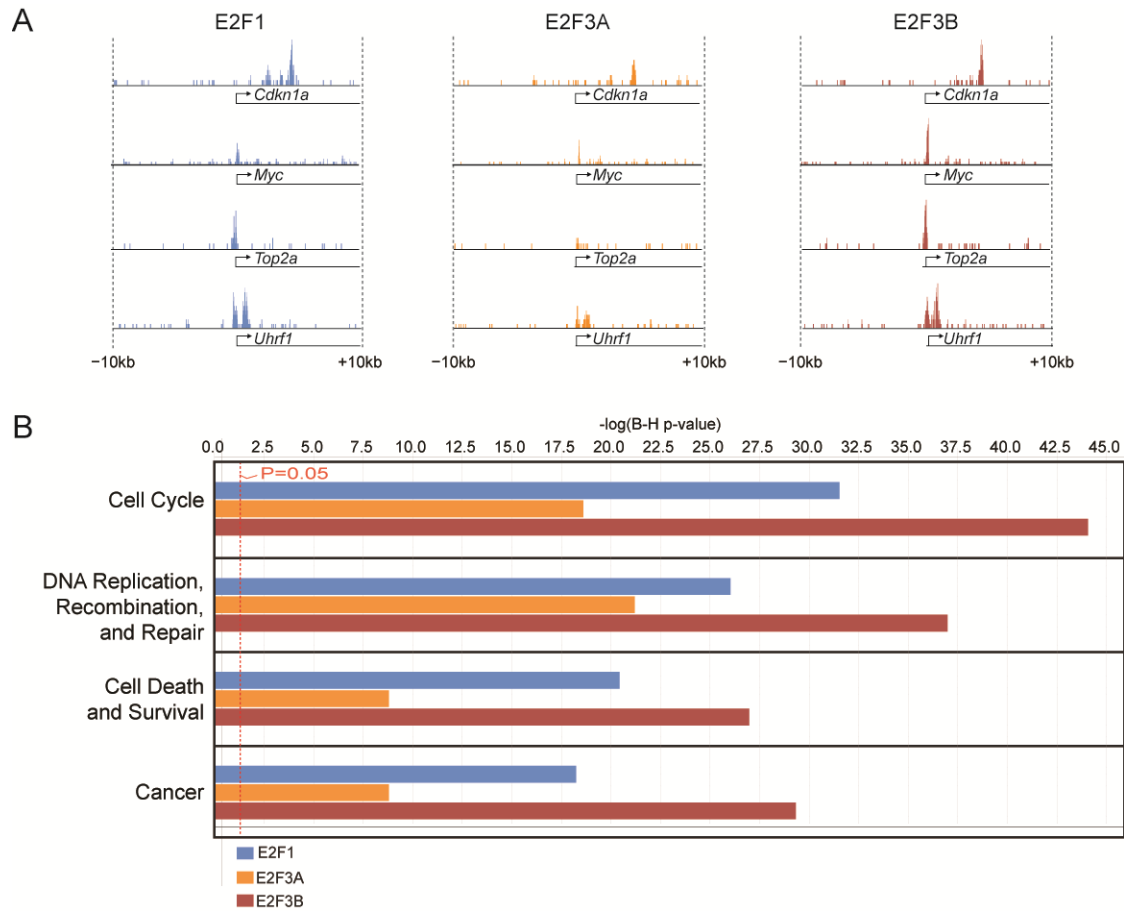 A
E2F1 E2F3A E2F3B
Cdkn1a Cdkn1a Cdkn1a
Myc Myc Myc
Top2a Top2a Top2a
Uhrf1 Uhrf1 Uhrf1
−10kb +10kb −10kb +10kb −10kb +10kb
B
-log(B-H p-value)
0.0 2.5 5.0 7.5 10.0 12.5 15.0 17.5 20.0 22.5 25.0 27.5 30.0 32.5 35.0 37.5 40.0 42.5 45.0
P=0.05
Cell Cycle
DNA Replication,
Recombination,
and Repair
Cell Death
and Survival
Cancer
E2F1
E2F3A
E2F3B